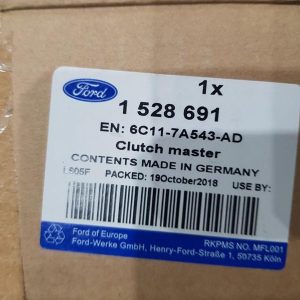 Ford
1x
1 528 691
EN: 6C11-7A543-AD
Clutch master
CONTENTS MADE IN GERMANY
LS05F PACKED: 19October2018 USE BY:
Ford of Europe
Ford-Werke GmbH, Henry-Ford-Straße 1, 50735 Köln
RKPMS NO. MFL001